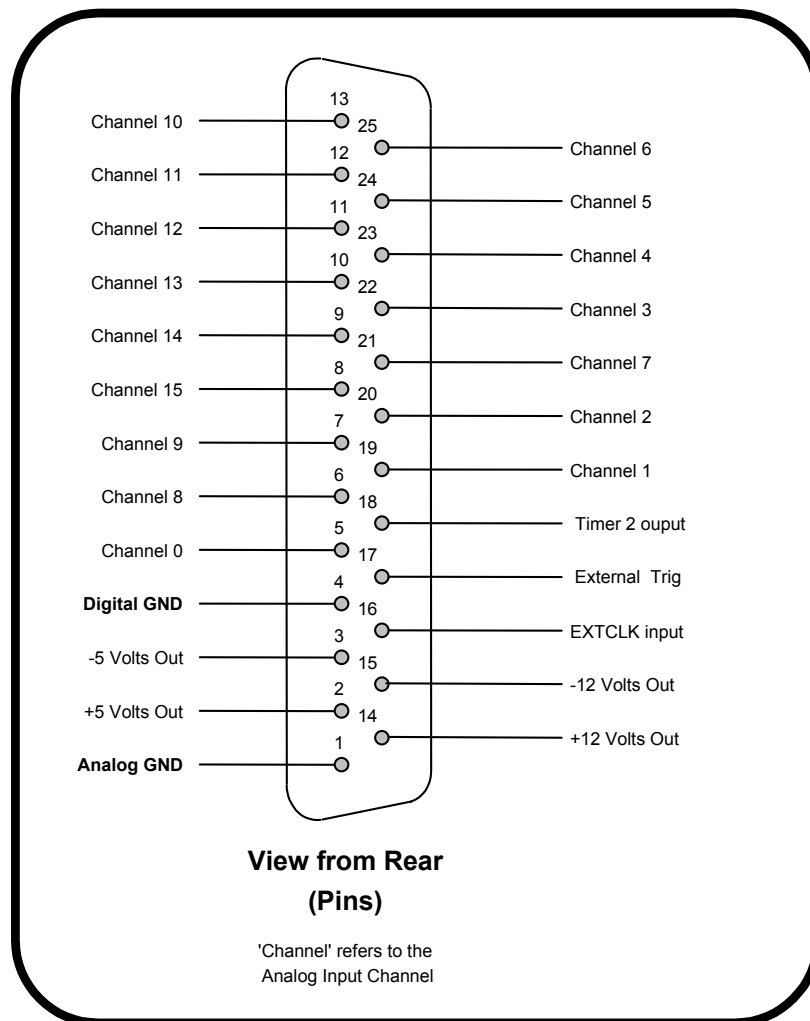 13
Channel 10
25
Channel 6
12
Channel 11
24
Channel 5
11
Channel 12
23
Channel 4
10
Channel 13
22
Channel 3
9
Channel 14
21
Channel 7
8
Channel 15
20
Channel 2
7
Channel 9
19
Channel 1
6
Channel 8
18
Timer 2 ouput
5
Channel 0
17
External Trig
4
Digital GND
16
EXTCLK input
3
-5 Volts Out
15
-12 Volts Out
2
+5 Volts Out
14
+12 Volts Out
1
Analog GND
View from Rear
(Pins)
'Channel' refers to the
Analog Input Channel